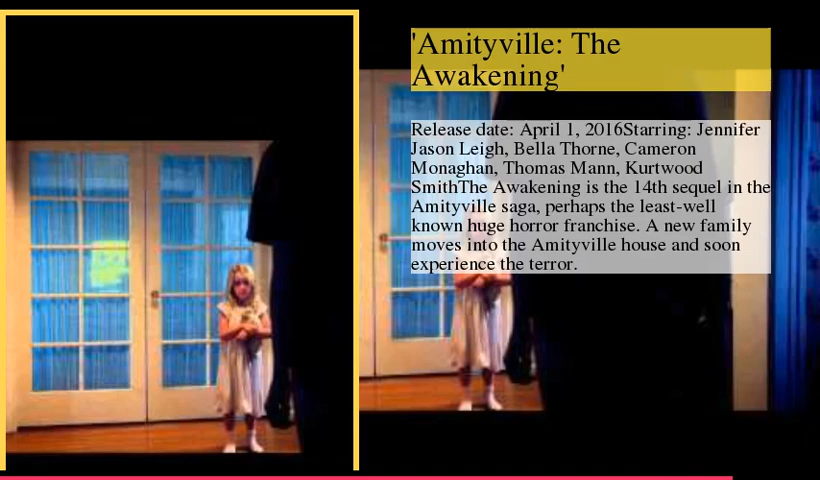 'Amityville: The
Awakening'
Release date: April 1, 2016Starring: Jennifer
Jason Leigh, Bella Thorne, Cameron
Monaghan, Thomas Mann, Kurtwood
SmithThe Awakening is the 14th sequel in the
Amityville saga, perhaps the least-well
known huge horror franchise. A new family
moves into the Amityville house and soon
experience the terror.